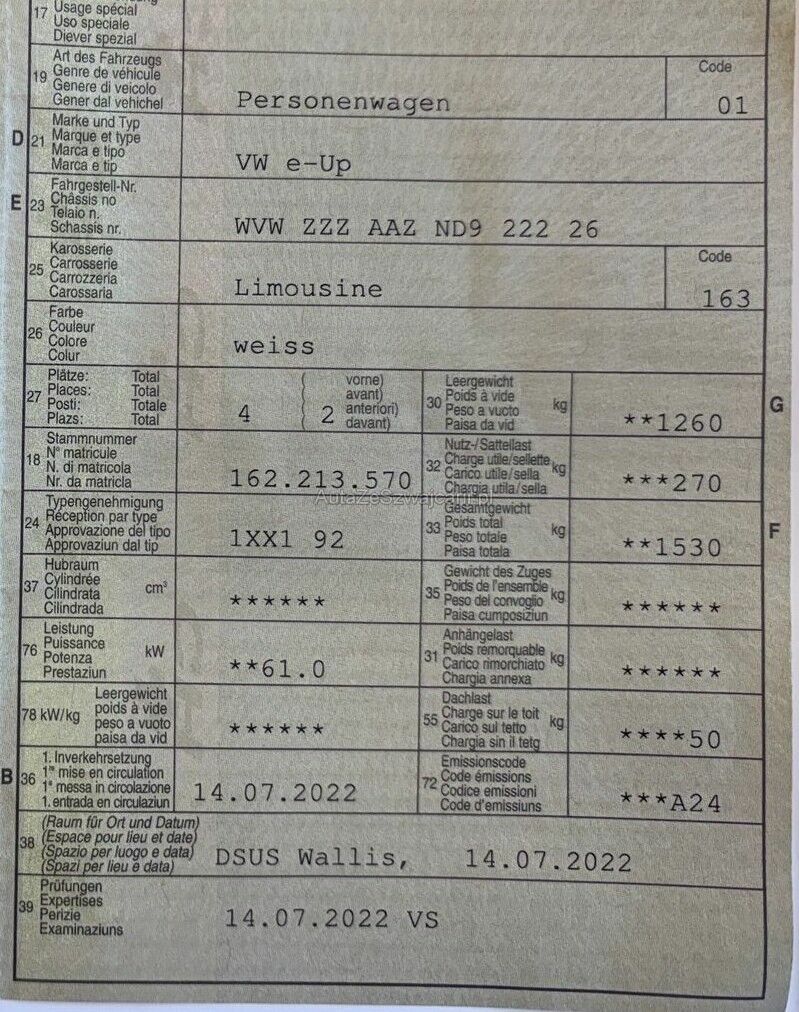 17 Usage spécial
Uso speciale
Diever spezial
19 Art des Fahrzeugs
Genre de véhicule
Genere di veicolo
Gener dal vehichel
Personenwagen
Code
01
D 21 Marke und Typ
Marque et type
Marca e tipo
Marca e tip
VW e-Up
E 23 Fahrgestell-Nr.
Châssis no
Telaio n.
Schassis nr.
WVW ZZZ AAZ ND9 222 26
25 Karosserie
Carrosserie
Carrozzeria
Carossaria
Limousine
Code
163
26 Farbe
Couleur
Colore
Colur
weiss
27 Plätze: Total
Places: Total
Posti: Totale
Plazs: Total
4 ( 2 vorne)
avant)
anteriori)
davant)
30 Leergewicht
Poids à vide
Peso a vuoto
Paisa da vid
kg
**1260
G
18 Stammnummer
N° matricule
N. di matricola
Nr. da matricla
162.213.570
32 Nutz-/Sattellast
Charge utile/sellette
Carico utile/sella
Chargia utila/sella
kg
***270
AutaZeSzwajcarii.pl
24 Typengenehmigung
Réception par type
Approvazione del tipo
Approvaziun dal tip
1XX1 92
33 Gesamtgewicht
Poids total
Peso totale
Paisa totala
kg
**1530
F
37 Hubraum
Cylindrée
Cilindrata
Cilindrada
cm³
******
35 Gewicht des Zuges
Poids de l'ensemble
Peso del convoglio
Paisa cumposiziun
kg
******
76 Leistung
Puissance
Potenza
Prestaziun
kW
**61.0
31 Anhängelast
Poids remorquable
Carico rimorchiato
Chargia annexa
kg
******
78 kW/kg Leergewicht
poids à vide
peso a vuoto
paisa da vid
******
55 Dachlast
Charge sur le toit
Carico sul tetto
Chargia sin il tetg
kg
****50
B 36 1. Inverkehrsetzung
1re mise en circulation
1a messa in circolazione
1. entrada en circulaziun
14.07.2022
72 Emissionscode
Code émissions
Codice emissioni
Code d'emissiuns
***A24
38 (Raum für Ort und Datum)
(Espace pour lieu et date)
(Spazio per luogo e data)
(Spazi per lieu e data)
DSUS Wallis, 14.07.2022
39 Prüfungen
Expertises
Perizie
Examinaziuns
14.07.2022 VS